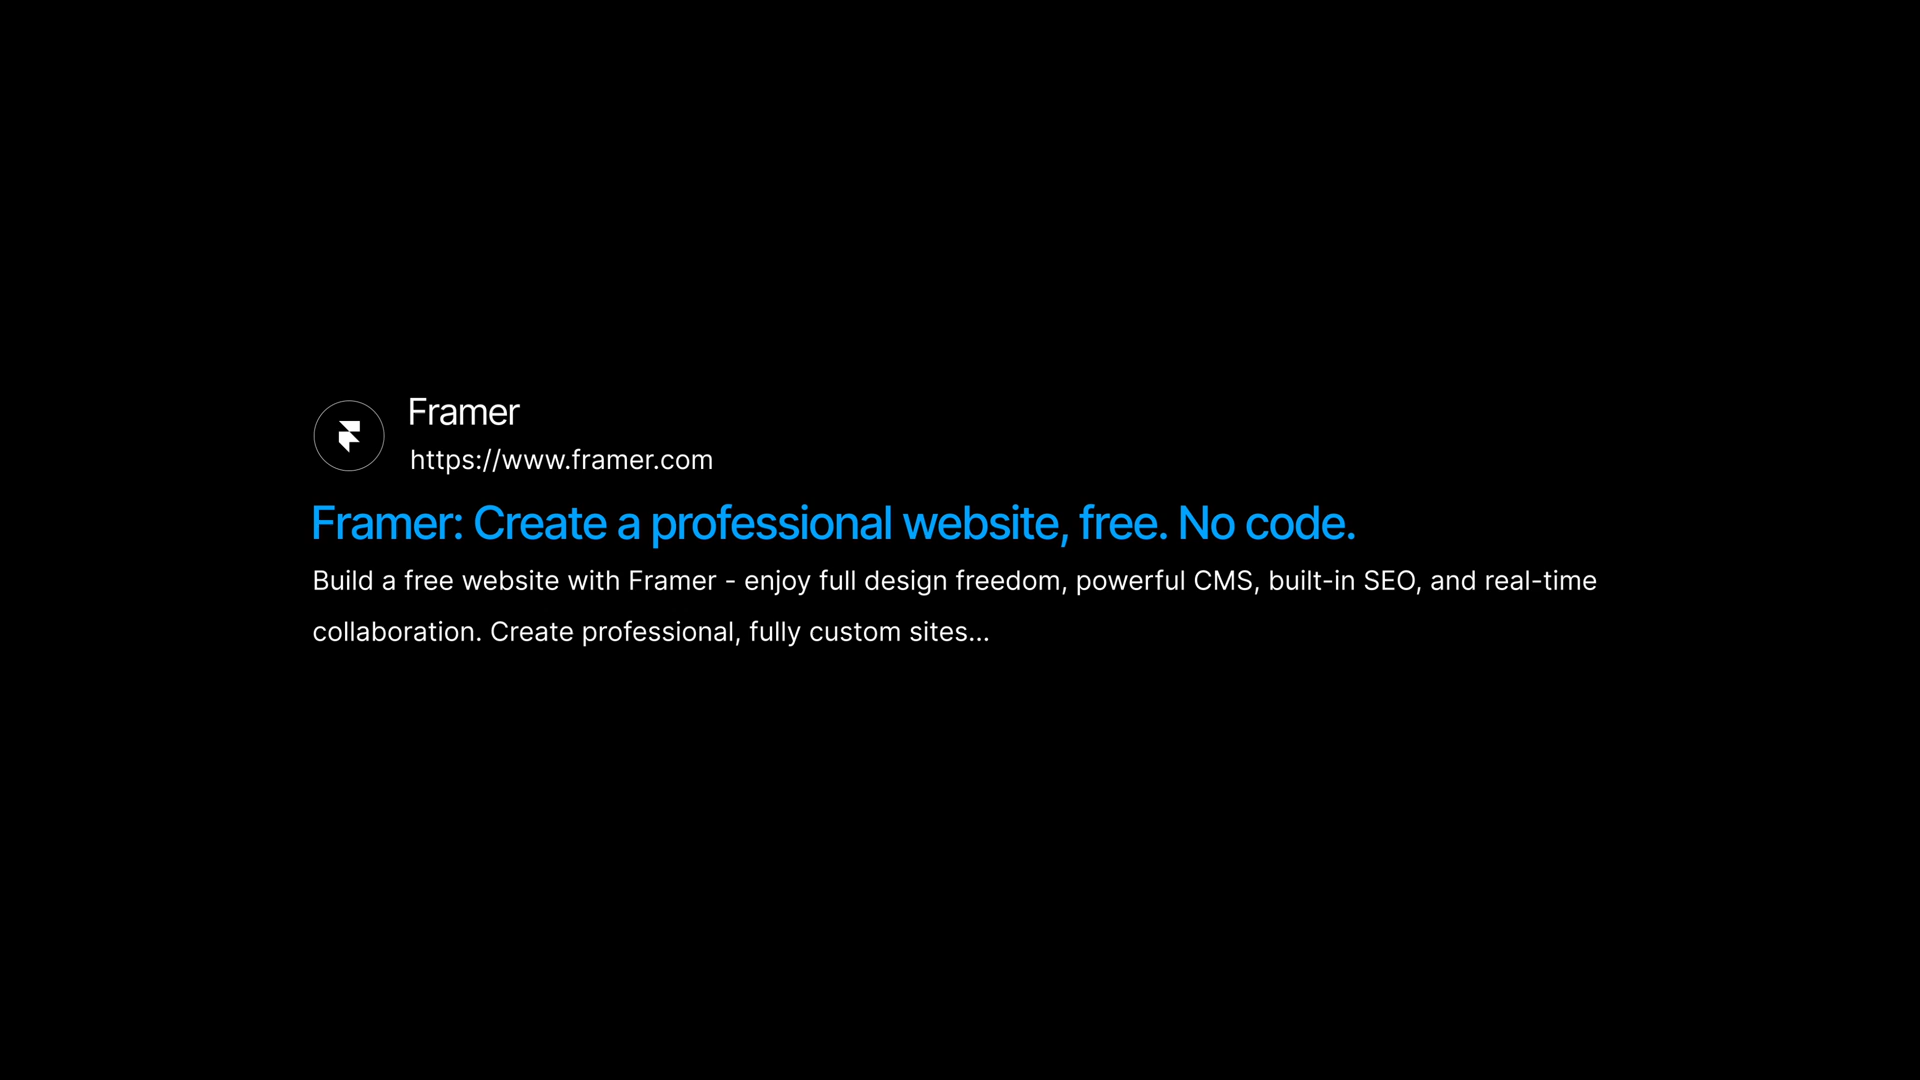 Framer
https://www.framer.com
Framer: Create a professional website, free. No code.
Build a free website with Framer - enjoy full design freedom, powerful CMS, built-in SEO, and real-time
collaboration. Create professional, fully custom sites...